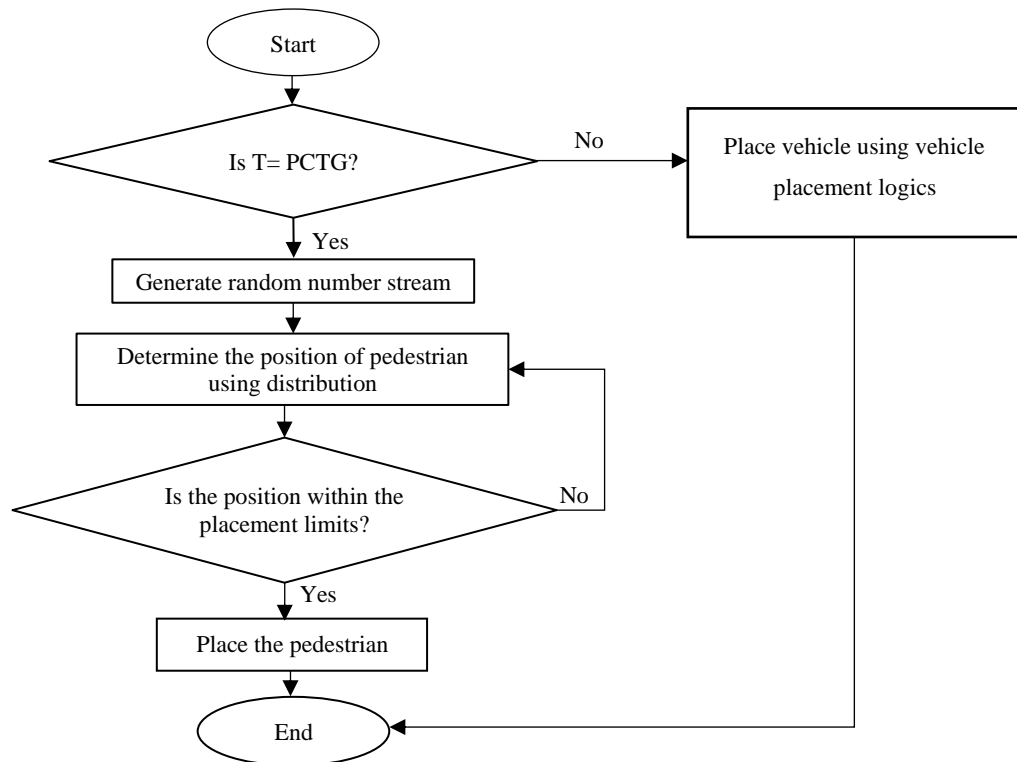 Start
Is T= PCTG?
No
Place vehicle using vehicle
placement logics
Yes
Generate random number stream
Determine the position of pedestrian
using distribution
Is the position within the
placement limits?
No
Yes
Place the pedestrian
End